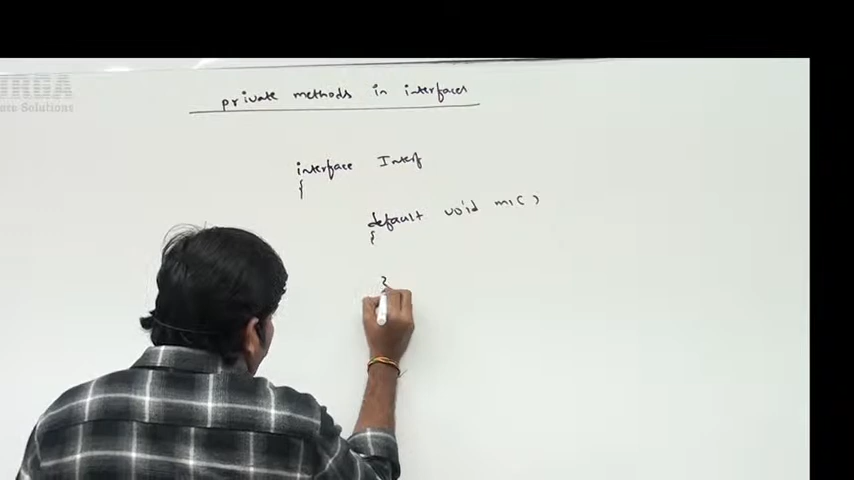 private methods in interfaces
interface Interf
{
default void m1( )
{
}